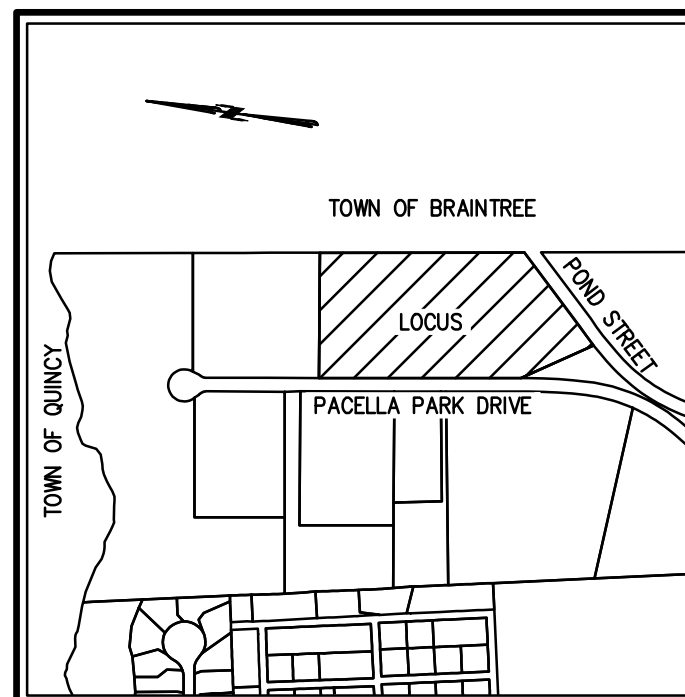 N
TOWN OF BRAINTREE
POND STREET
LOCUS
TOWN OF QUINCY
PACELLA PARK DRIVE